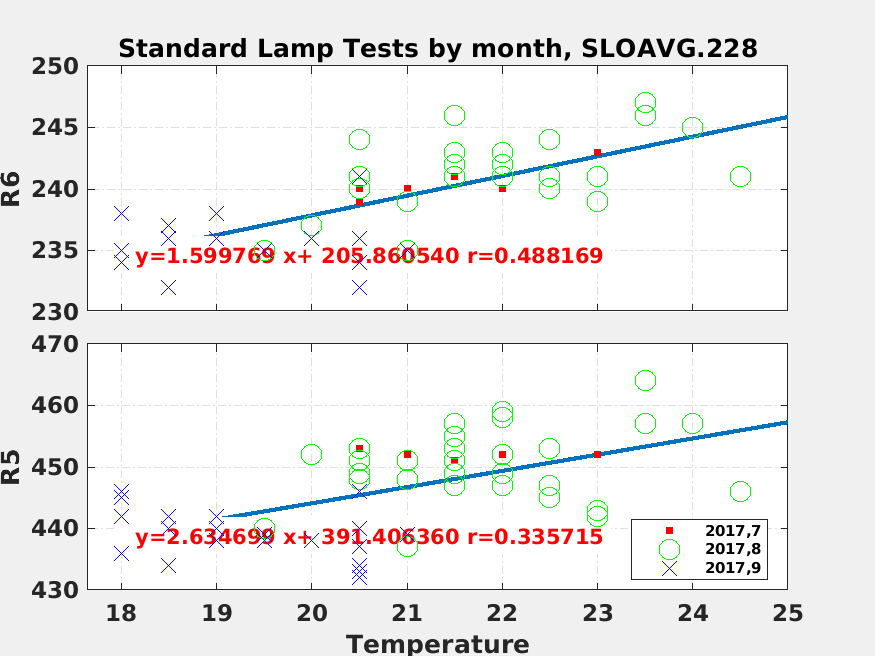 Standard Lamp Tests by month, SLOAVG.228
250
245
240
235
230
R6
y=1.599769 x+ 205.860540 r=0.488169
470
460
450
440
430
R5
y=2.634699 x+ 391.406360 r=0.335715
2017,7
2017,8
2017,9
18 19 20 21 22 23 24 25
Temperature